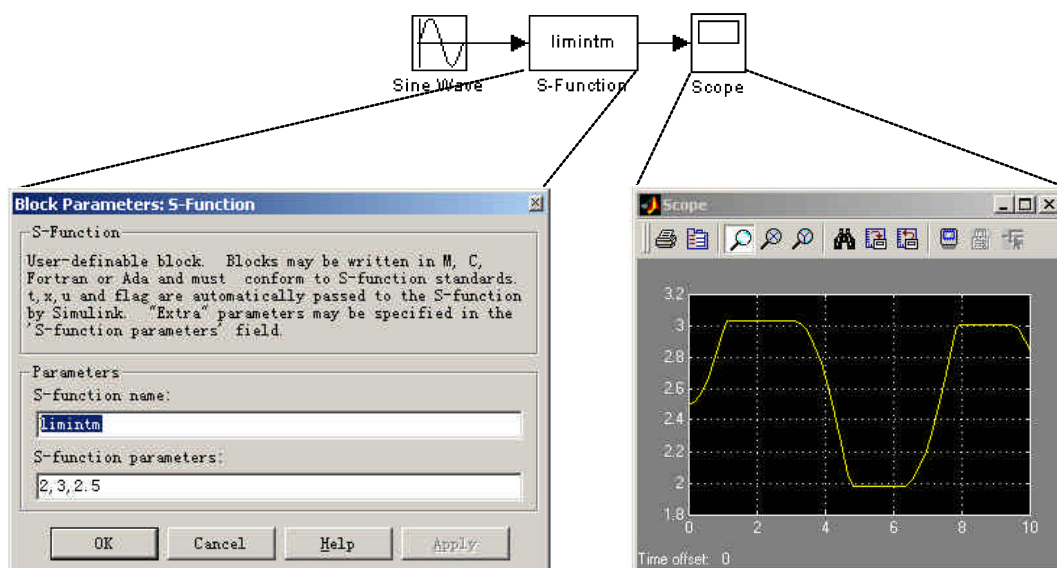 limintm
Sine Wave
S-Function
Scope
Block Parameters: S-Function
S-Function
User-definable block. Blocks may be written in M, C,
Fortran or Ada and must conform to S-function standards.
t,x,u and flag are automatically passed to the S-function
by Simulink. "Extra" parameters may be specified in the
'S-function parameters' field.
Parameters
S-function name:
limintm
S-function parameters:
2,3,2.5
OK
Cancel
Help
Apply
Scope
3.2
3
2.8
2.6
2.4
2.2
2
1.8
0
2
4
6
8
10
Time offset: 0